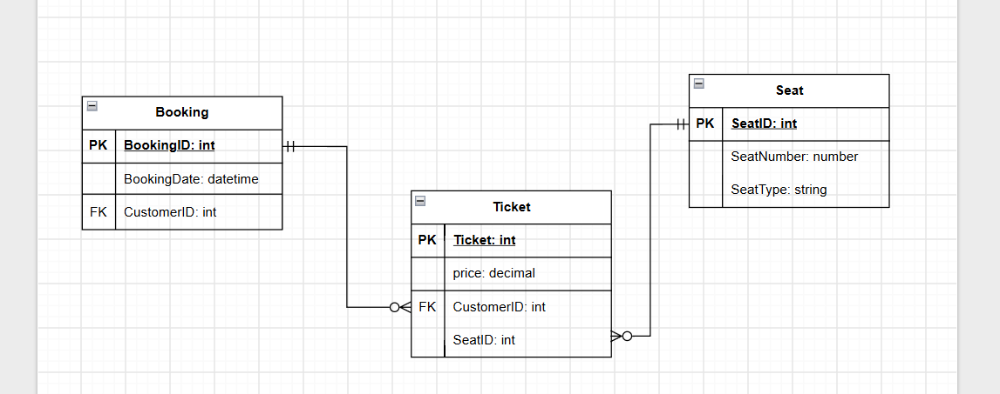 Booking
PK BookingID: int
BookingDate: datetime
FK CustomerID: int
Ticket
PK Ticket: int
price: decimal
FK CustomerID: int
SeatID: int
Seat
PK SeatID: int
SeatNumber: number
SeatType: string